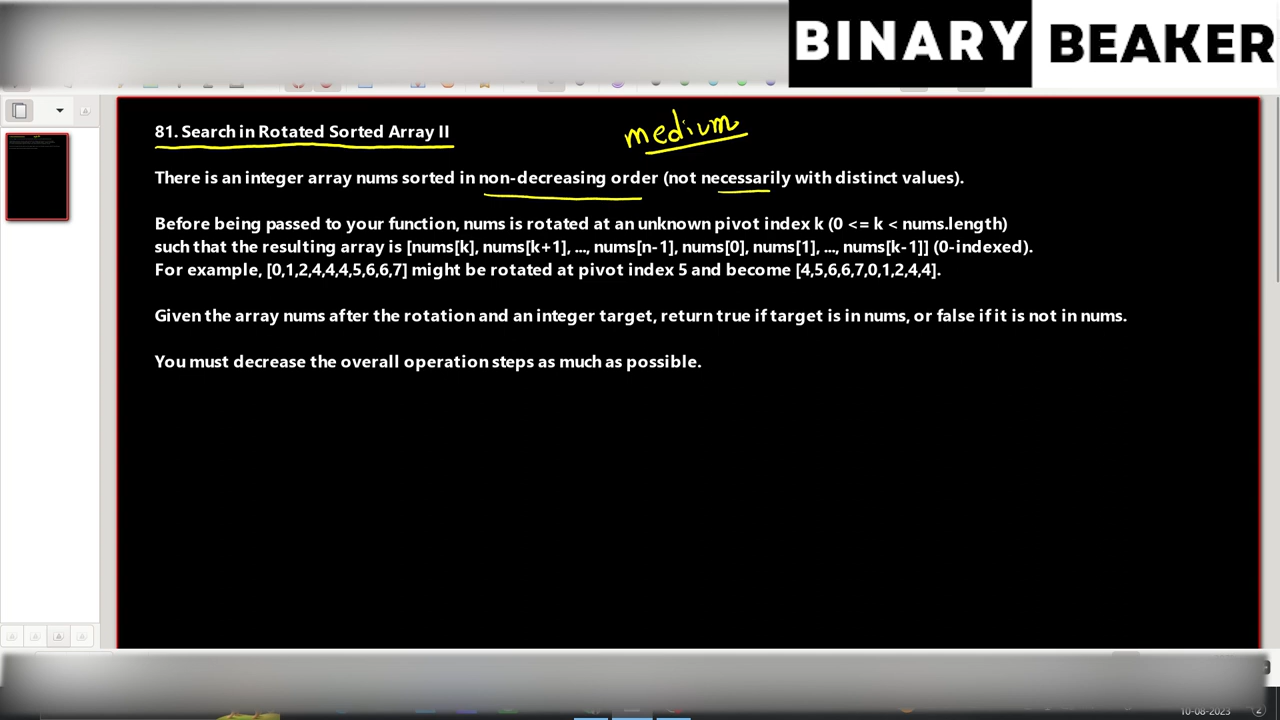 BINARY BEAKER
81. Search in Rotated Sorted Array II
medium
There is an integer array nums sorted in non-decreasing order (not necessarily with distinct values).
Before being passed to your function, nums is rotated at an unknown pivot index k (0 <= k < nums.length)
such that the resulting array is [nums[k], nums[k+1], ..., nums[n-1], nums[0], nums[1], ..., nums[k-1]] (0-indexed).
For example, [0,1,2,4,4,4,5,6,6,7] might be rotated at pivot index 5 and become [4,5,6,6,7,0,1,2,4,4].
Given the array nums after the rotation and an integer target, return true if target is in nums, or false if it is not in nums.
You must decrease the overall operation steps as much as possible.
10-08-2023